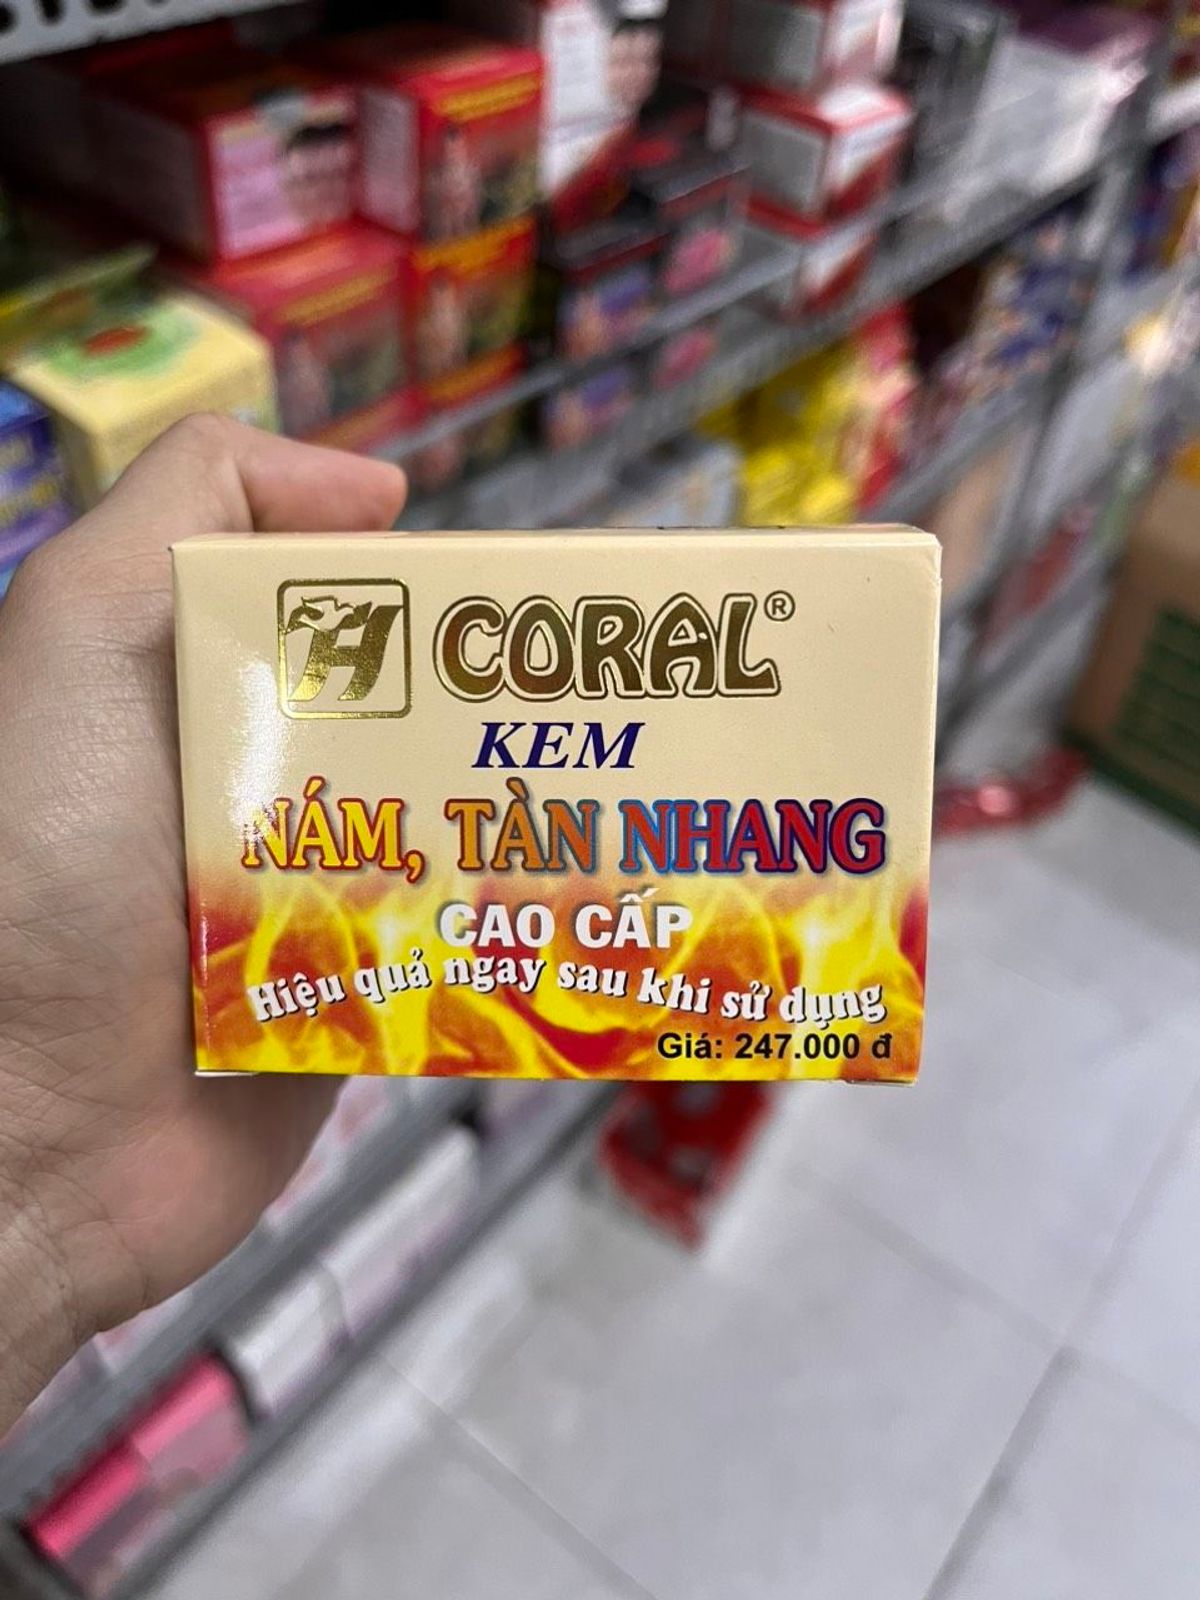 H CORAL®
KEM
NÁM, TÀN NHANG
CAO CẤP
Hiệu quả ngay sau khi sử dụng
Giá: 247.000 đ